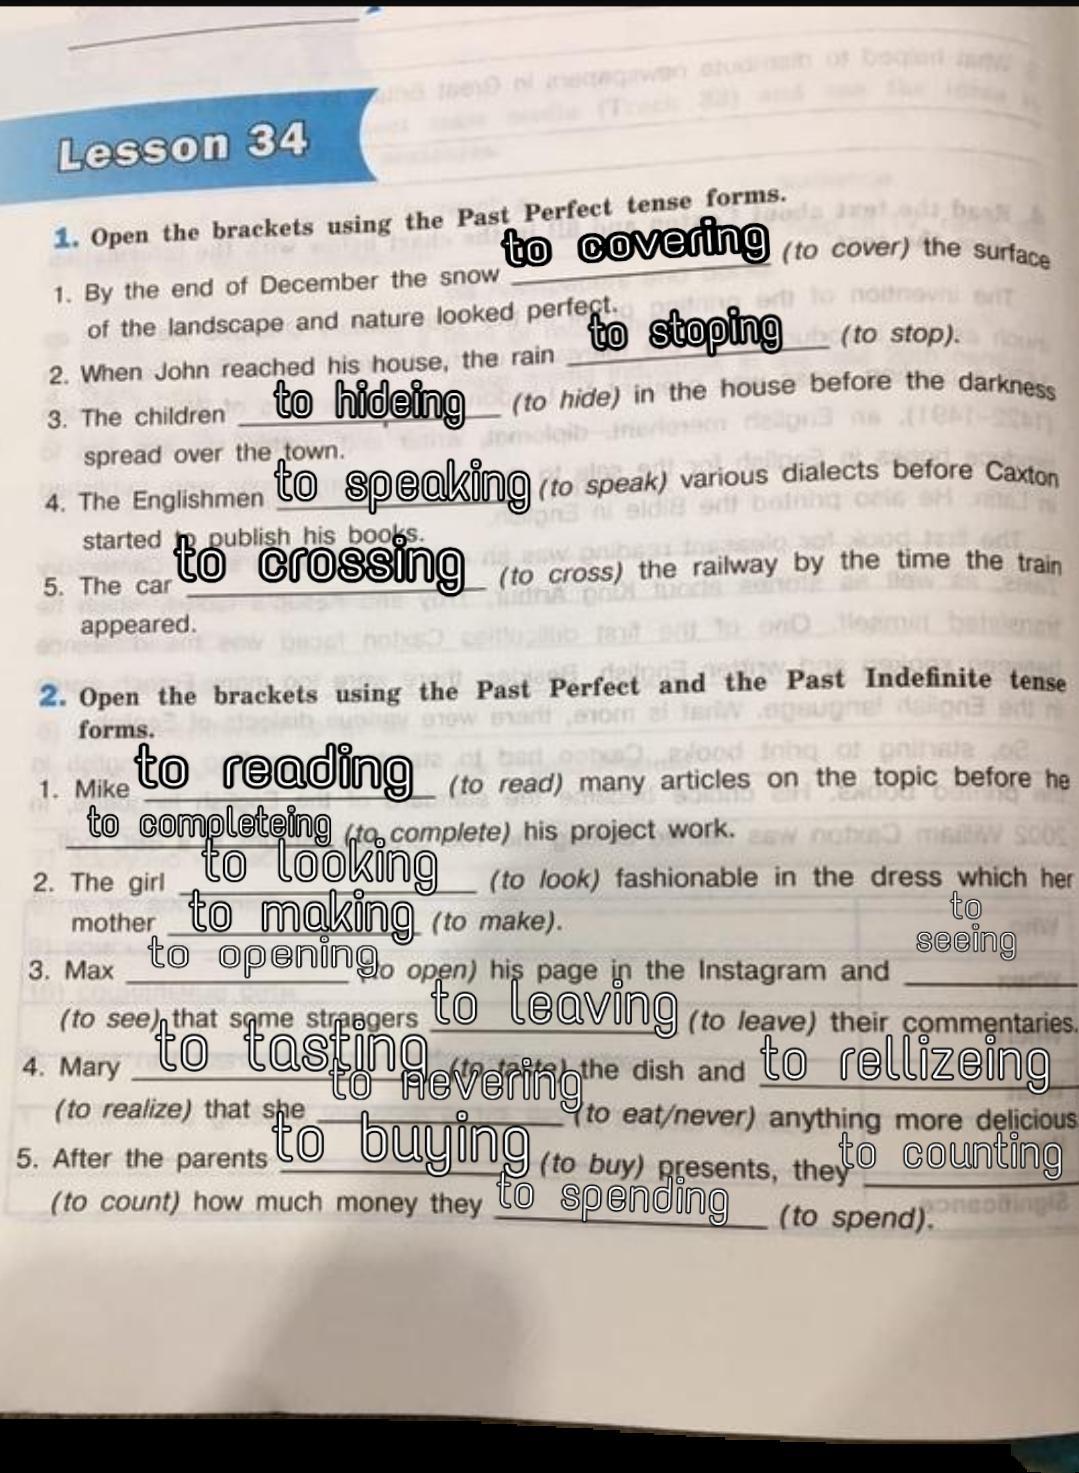 Lesson 34
1. Open the brackets using the Past Perfect tense forms.
1. By the end of December the snow to covering (to cover) the surface
of the landscape and nature looked perfect.
2. When John reached his house, the rain to stoping (to stop).
3. The children to hideing (to hide) in the house before the darkness
spread over the town.
4. The Englishmen to speaking (to speak) various dialects before Caxton
started to publish his books.
5. The car to crossing (to cross) the railway by the time the train
appeared.
2. Open the brackets using the Past Perfect and the Past Indefinite tense
forms.
1. Mike to reading (to read) many articles on the topic before he
to completeing (to complete) his project work.
2. The girl to looking (to look) fashionable in the dress which her
mother to making (to make).
3. Max to opening (to open) his page in the Instagram and to seeing
(to see) that some strangers to leaving (to leave) their commentaries.
4. Mary to tasting (to taste) the dish and to rellizeing
(to realize) that she to nevering (to eat/never) anything more delicious
5. After the parents to buying (to buy) presents, they to counting
(to count) how much money they to spending (to spend).